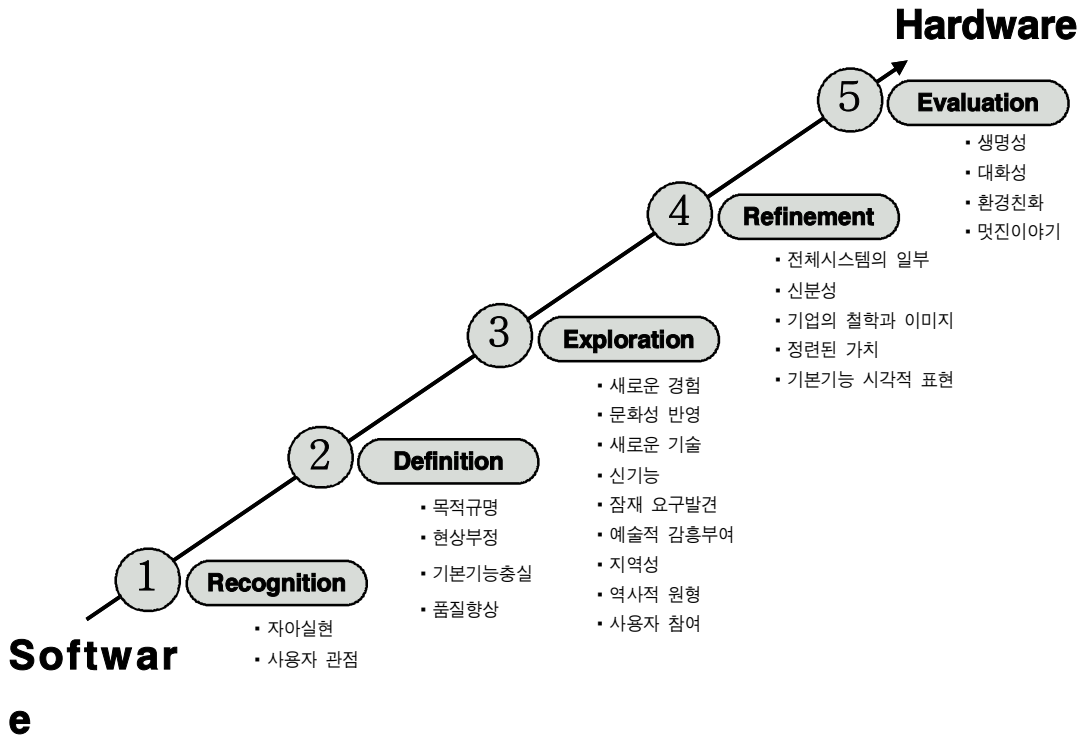 Hardware
5
Evaluation
▪ 생명성
▪ 대화성
▪ 환경친화
▪ 멋진이야기
4
Refinement
▪ 전체시스템의 일부
▪ 신분성
▪ 기업의 철학과 이미지
▪ 정련된 가치
▪ 기본기능 시각적 표현
3
Exploration
▪ 새로운 경험
▪ 문화성 반영
▪ 새로운 기술
▪ 신기능
▪ 잠재 요구발견
▪ 예술적 감흥부여
▪ 지역성
▪ 역사적 원형
▪ 사용자 참여
2
Definition
▪ 목적규명
▪ 현상부정
▪ 기본기능충실
▪ 품질향상
1
Recognition
▪ 자아실현
▪ 사용자 관점
Softwar
e